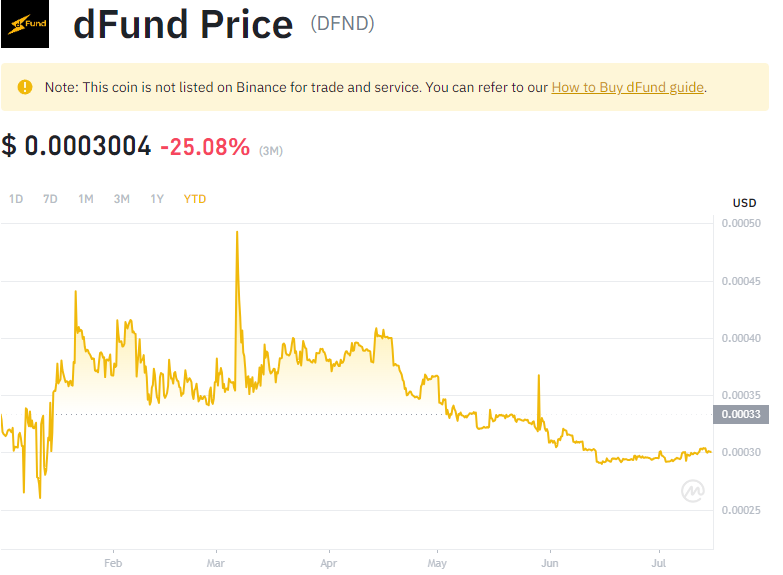 dFund
dFund Price (DFND)
Note: This coin is not listed on Binance for trade and service. You can refer to our How to Buy dFund guide.
$ 0.0003004 -25.08% (3M)
1D 7D 1M 3M 1Y YTD
USD
0.00050
0.00045
0.00040
0.00035
0.00033
0.00030
0.00025
Feb Mar Apr May Jun Jul